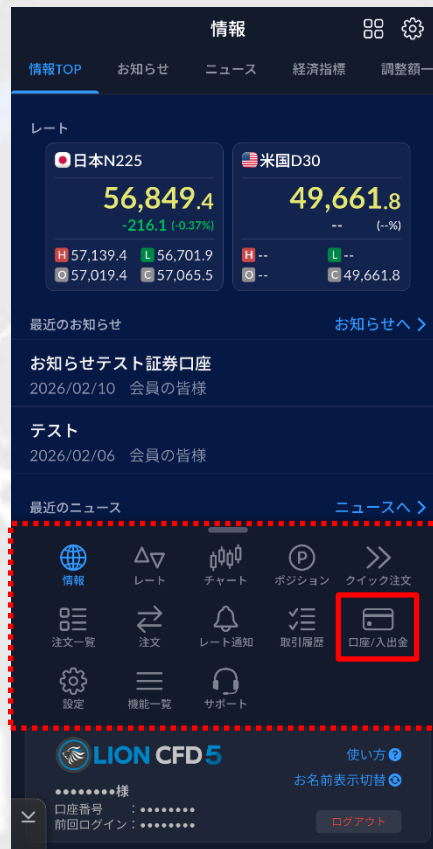 情報
情報TOP お知らせ ニュース 経済指標 調整額一
レート
日本N225
56,849.4
-216.1 (-0.37%)
H 57,139.4 L 56,701.9
O 57,019.4 C 57,065.5
米国D30
49,661.8
-- (--%)
H -- L --
O -- C 49,661.8
最近のお知らせ お知らせへ
お知らせテスト証券口座
2026/02/10 会員の皆様
テスト
2026/02/06 会員の皆様
最近のニュース ニュースへ
情報 レート チャート P ポジション クイック注文
注文一覧 注文 レート通知 取引履歴 口座/入出金
設定 機能一覧 サポート
LION CFD 5 使い方 ?
お名前表示切替
••••••••様
口座番号 : ••••••••
前回ログイン : •••••••• ログアウト